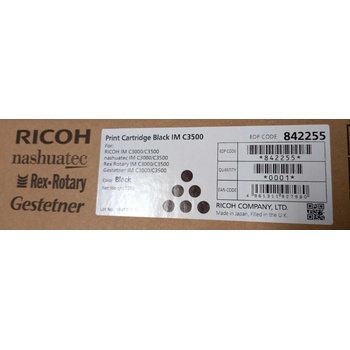 RICOH
nashuatec
Rex-Rotary
Gestetner
Print Cartridge Black IM C3500
For:
RICOH IM C3000/C3500
nashuatec IM C3000/C3500
Rex Rotary IM C3000/C3500
Gestetner IM C3000/C3500
Color: Black
EDP CODE 842255
EDP CODE
*842255*
QUANTITY
*0001*
EAN CODE
RICOH COMPANY, LTD.
Made in Japan, Filled in the U.K.